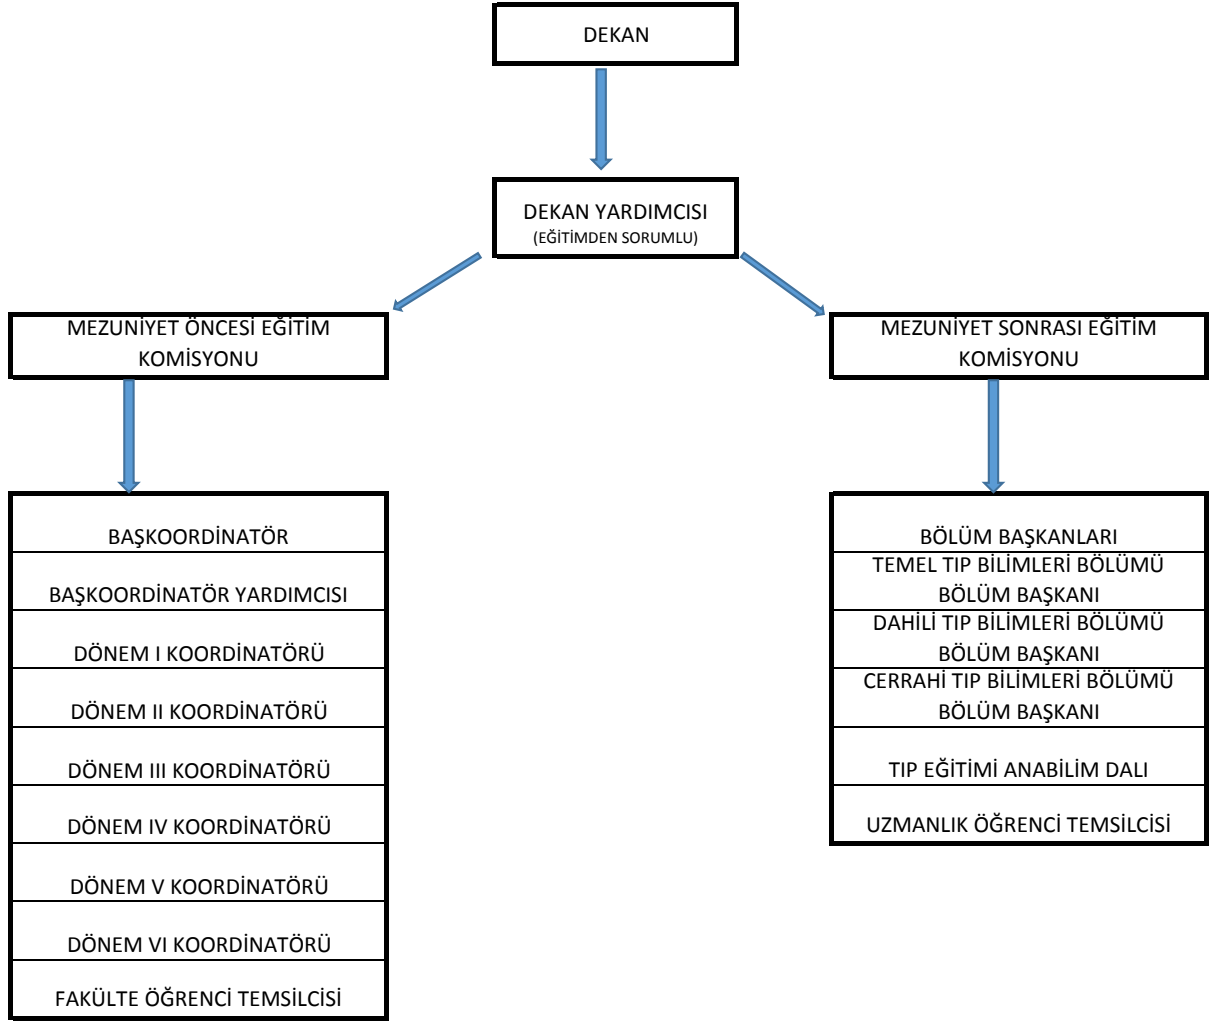 DEKAN
DEKAN YARDIMCISI
(EĞİTİMDEN SORUMLU)
MEZUNİYET ÖNCESİ EĞİTİM
KOMİSYONU
BAŞKOORDİNATÖR
BAŞKOORDİNATÖR YARDIMCISI
DÖNEM I KOORDİNATÖRÜ
DÖNEM II KOORDİNATÖRÜ
DÖNEM III KOORDİNATÖRÜ
DÖNEM IV KOORDİNATÖRÜ
DÖNEM V KOORDİNATÖRÜ
DÖNEM VI KOORDİNATÖRÜ
FAKÜLTE ÖĞRENCİ TEMSİLCİSİ
MEZUNİYET SONRASI EĞİTİM
KOMİSYONU
BÖLÜM BAŞKANLARI
TEMEL TIP BİLİMLERİ BÖLÜMÜ
BÖLÜM BAŞKANI
DAHİLİ TIP BİLİMLERİ BÖLÜMÜ
BÖLÜM BAŞKANI
CERRAHİ TIP BİLİMLERİ BÖLÜMÜ
BÖLÜM BAŞKANI
TIP EĞİTİMİ ANABİLİM DALI
UZMANLIK ÖĞRENCİ TEMSİLCİSİ